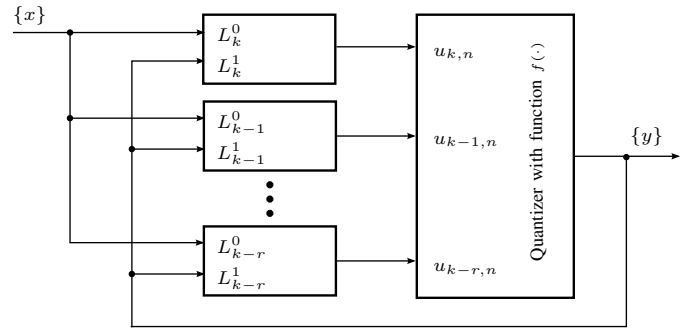 {x}
L_k^0
L_k^1
u_{k,n}
L_{k-1}^0
L_{k-1}^1
u_{k-1,n}
L_{k-r}^0
L_{k-r}^1
u_{k-r,n}
Quantizer with function f(·)
{y}